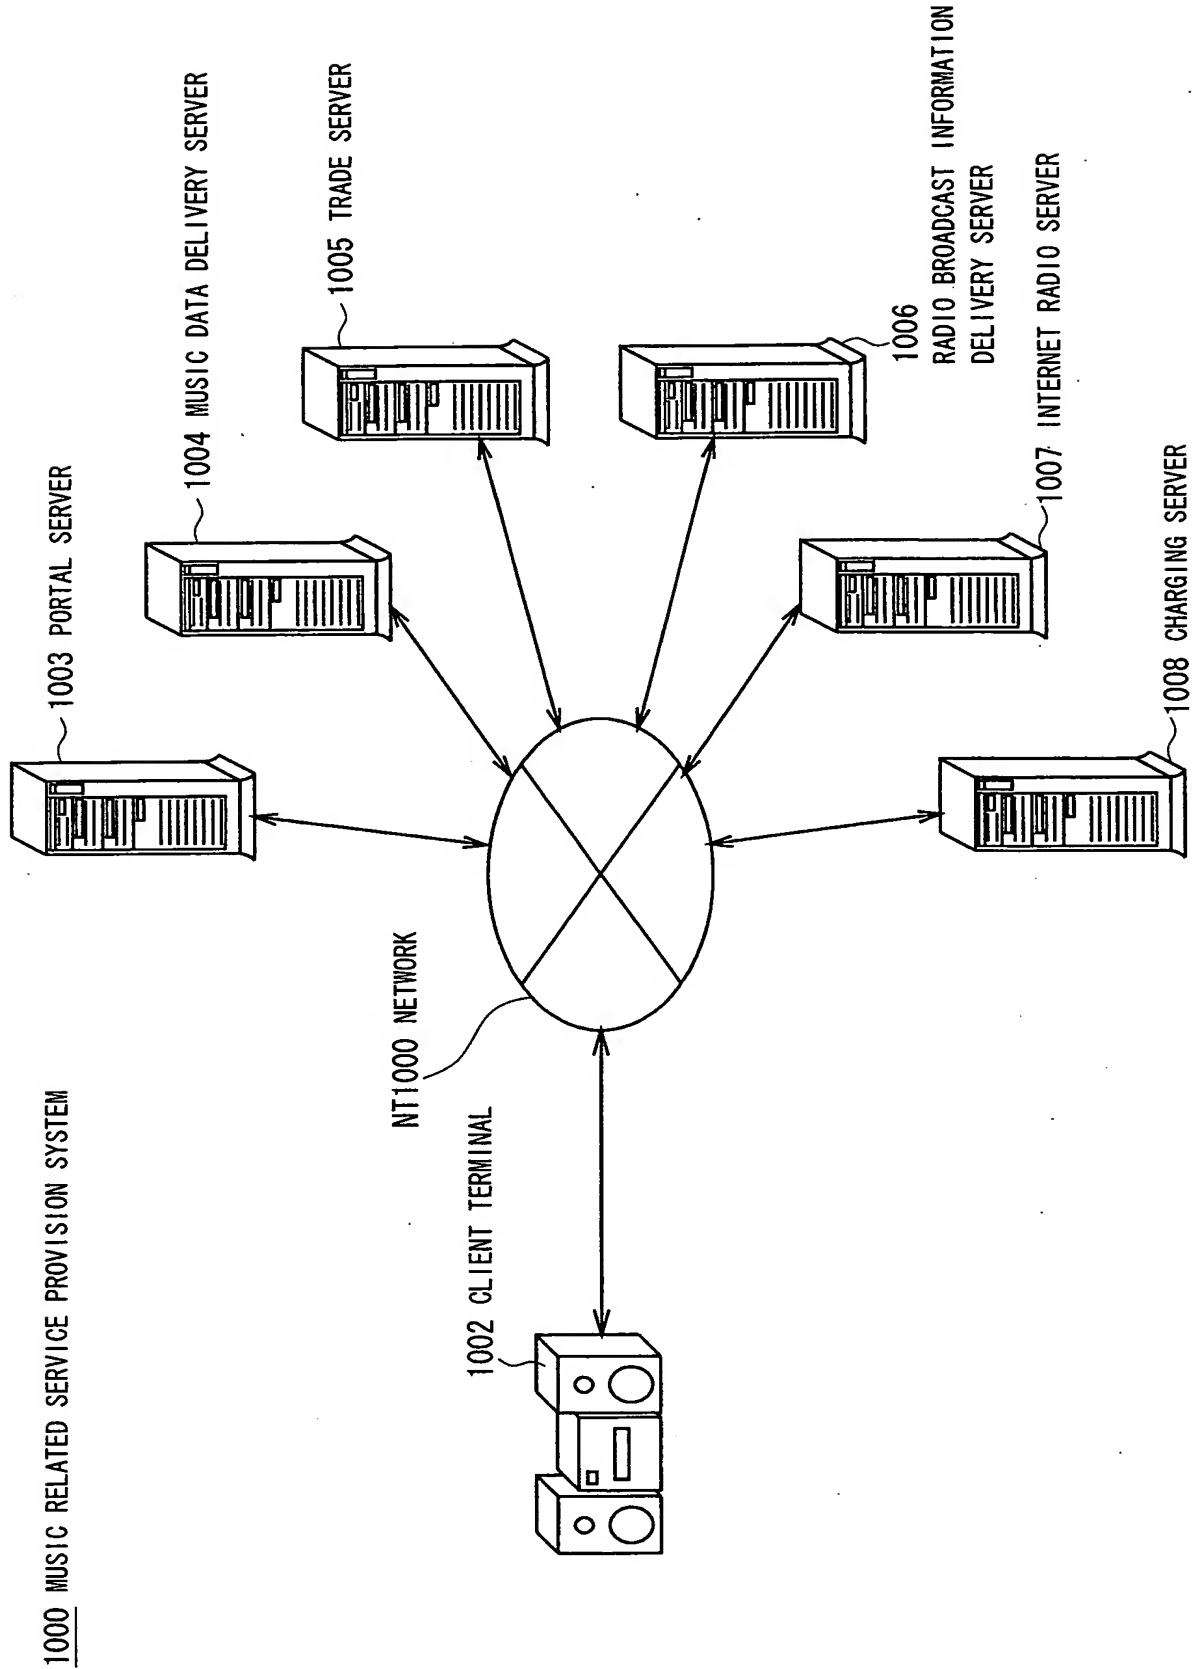 1000 MUSIC RELATED SERVICE PROVISION SYSTEM
1003 PORTAL SERVER
1004 MUSIC DATA DELIVERY SERVER
1005 TRADE SERVER
1006
RADIO BROADCAST INFORMATION
DELIVERY SERVER
1007 INTERNET RADIO SERVER
1008 CHARGING SERVER
NT1000 NETWORK
1002 CLIENT TERMINAL